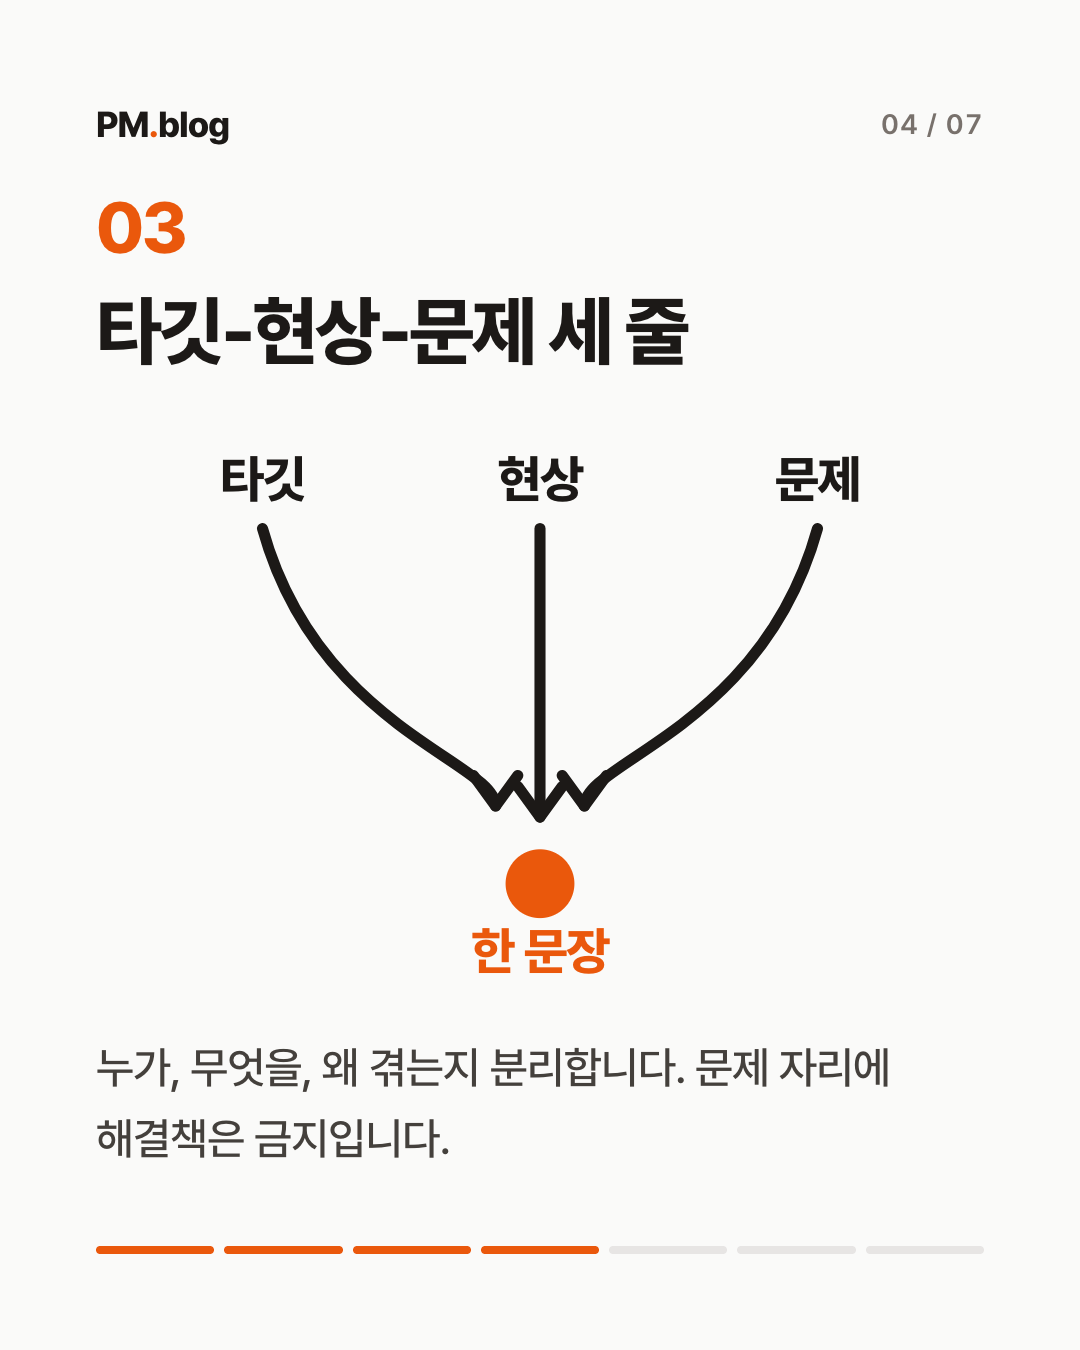 PM.blog
04 / 07
03
타깃-현상-문제 세 줄
타깃 현상 문제
한 문장
누가, 무엇을, 왜 겪는지 분리합니다. 문제 자리에
해결책은 금지입니다.